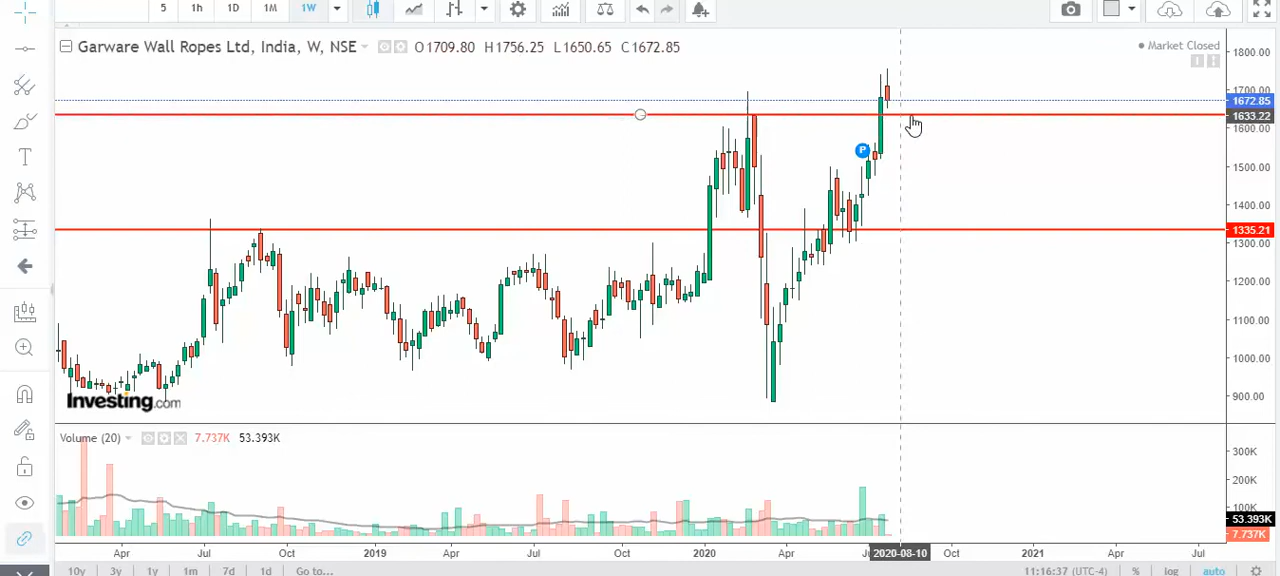 5 1h 1D 1M 1W
Garware Wall Ropes Ltd, India, W, NSE O1709.80 H1756.25 L1650.65 C1672.85
Market Closed
1800.00
1700.00
1672.85
1633.22
1600.00
1500.00
1400.00
1335.21
1300.00
1200.00
1100.00
1000.00
900.00
P
Investing.com
Volume (20) 7.737K 53.393K
300K
200K
100K
53.393K
7.737K
Apr Jul Oct 2019 Apr Jul Oct 2020 Apr 2020-08-10 Oct 2021 Apr Jul
10y 3y 1y 1m 7d 1d Go to... 11:16:37 (UTC-4) % log auto